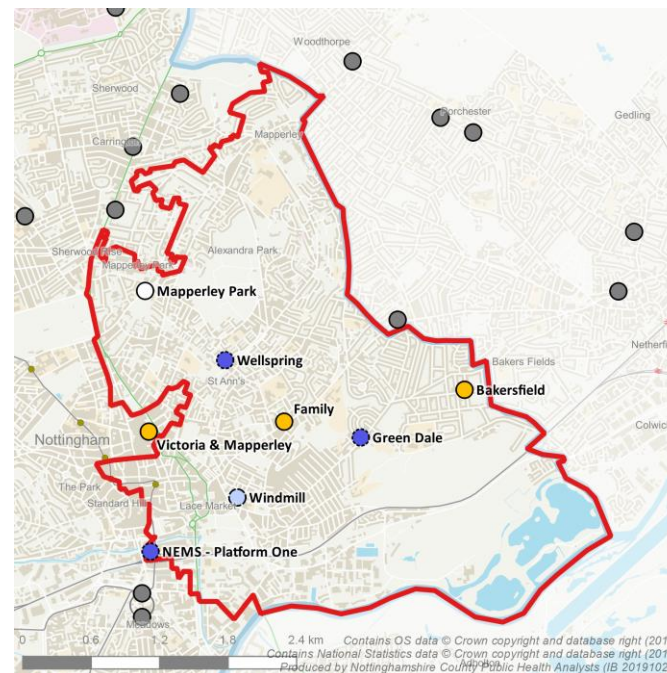 Woodthorpe
Sherwood
Porchester
Gedling
Carrington
Mapperley
Alexandra Park
Sherwood Rise
Mapperley Park
Mapperley Park
Wellspring
Bakers Fields
Netherfi
St Ann's
Bakersfield
Family
Colwic
Nottingham
Victoria & Mapperley
Green Dale
The Park
Windmill
Standard Hill
Lace Market
NEMS - Platform One
Meadows
0 0.6 1.2 1.8 2.4 km
Contains OS data © Crown copyright and database right (201
Contains National Statistics data © Crown copyright and database right (201
Adbolton
Produced by Nottinghamshire County Public Health Analysts (IB 2019102